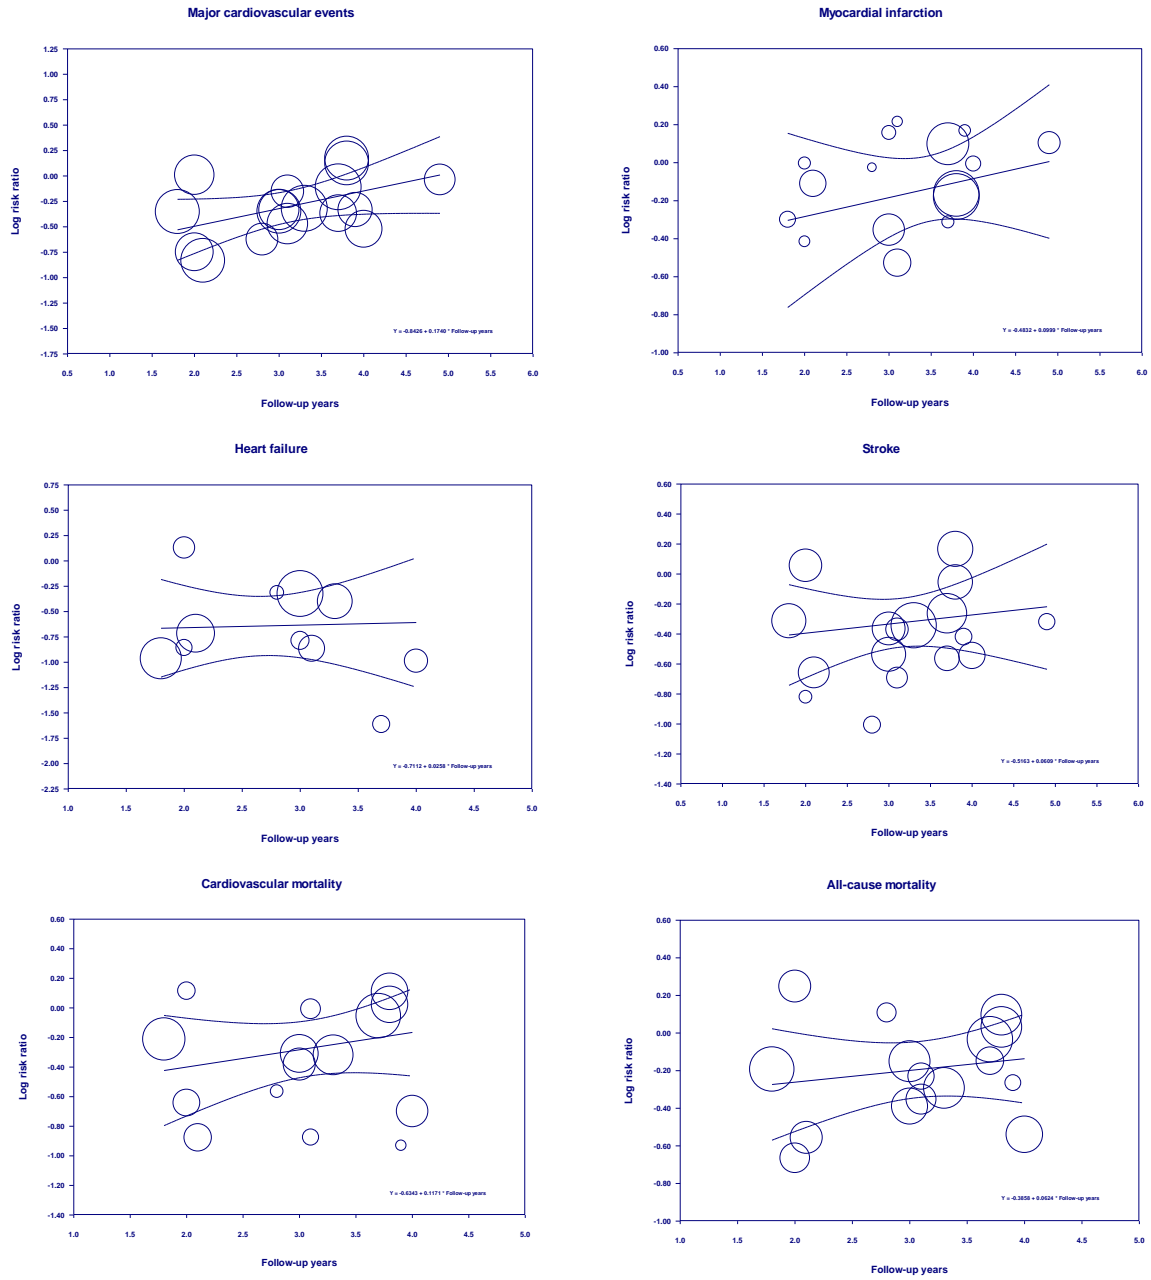 Major cardiovascular events
1.25
1.00
0.75
0.50
0.25
0.00
-0.25
-0.50
-0.75
-1.00
-1.25
-1.50
-1.75
Log risk ratio
Y = -0.8426 + 0.1740 * Follow-up years
0.5 1.0 1.5 2.0 2.5 3.0 3.5 4.0 4.5 5.0 5.5 6.0
Follow-up years
Myocardial infarction
0.60
0.40
0.20
0.00
-0.20
-0.40
-0.60
-0.80
-1.00
Log risk ratio
Y = -0.4832 + 0.0999 * Follow-up years
0.5 1.0 1.5 2.0 2.5 3.0 3.5 4.0 4.5 5.0 5.5 6.0
Follow-up years
Heart failure
0.75
0.50
0.25
0.00
-0.25
-0.50
-0.75
-1.00
-1.25
-1.50
-1.75
-2.00
-2.25
Log risk ratio
Y = -0.7112 + 0.0258 * Follow-up years
1.0 1.5 2.0 2.5 3.0 3.5 4.0 4.5 5.0
Follow-up years
Stroke
0.60
0.40
0.20
0.00
-0.20
-0.40
-0.60
-0.80
-1.00
-1.20
-1.40
Log risk ratio
Y = -0.5163 + 0.0609 * Follow-up years
0.5 1.0 1.5 2.0 2.5 3.0 3.5 4.0 4.5 5.0 5.5 6.0
Follow-up years
Cardiovascular mortality
0.60
0.40
0.20
0.00
-0.20
-0.40
-0.60
-0.80
-1.00
-1.20
-1.40
Log risk ratio
Y = -0.6343 + 0.1171 * Follow-up years
1.0 1.5 2.0 2.5 3.0 3.5 4.0 4.5 5.0
Follow-up years
All-cause mortality
0.60
0.40
0.20
0.00
-0.20
-0.40
-0.60
-0.80
-1.00
Log risk ratio
Y = -0.3858 + 0.0624 * Follow-up years
1.0 1.5 2.0 2.5 3.0 3.5 4.0 4.5 5.0
Follow-up years